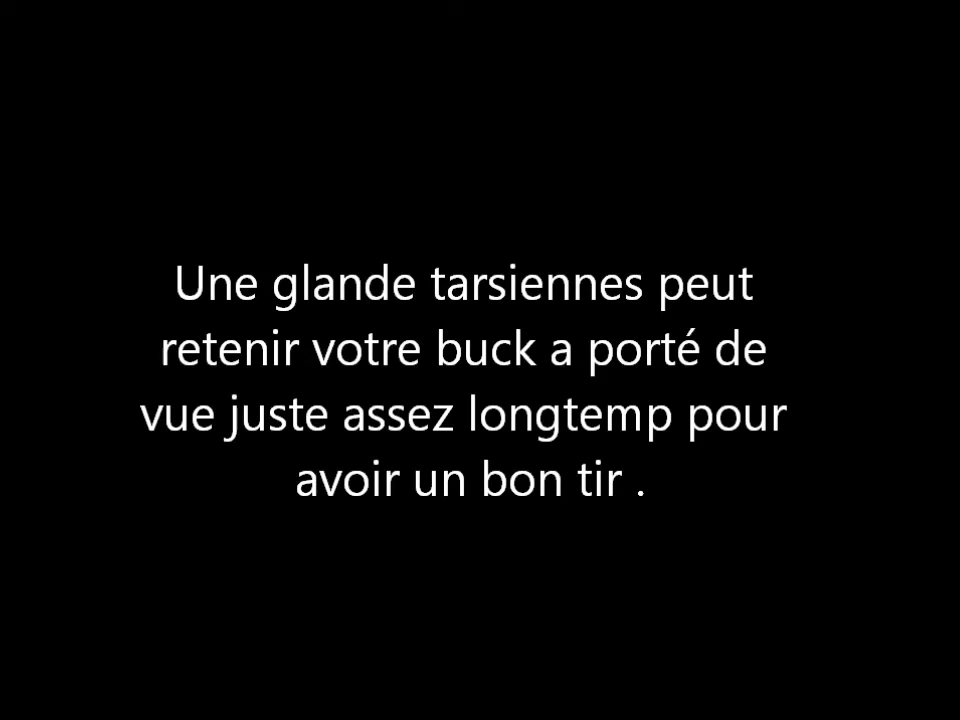 Une glande tarsiennes peut
retenir votre buck a porté de
vue juste assez longtemp pour
avoir un bon tir .